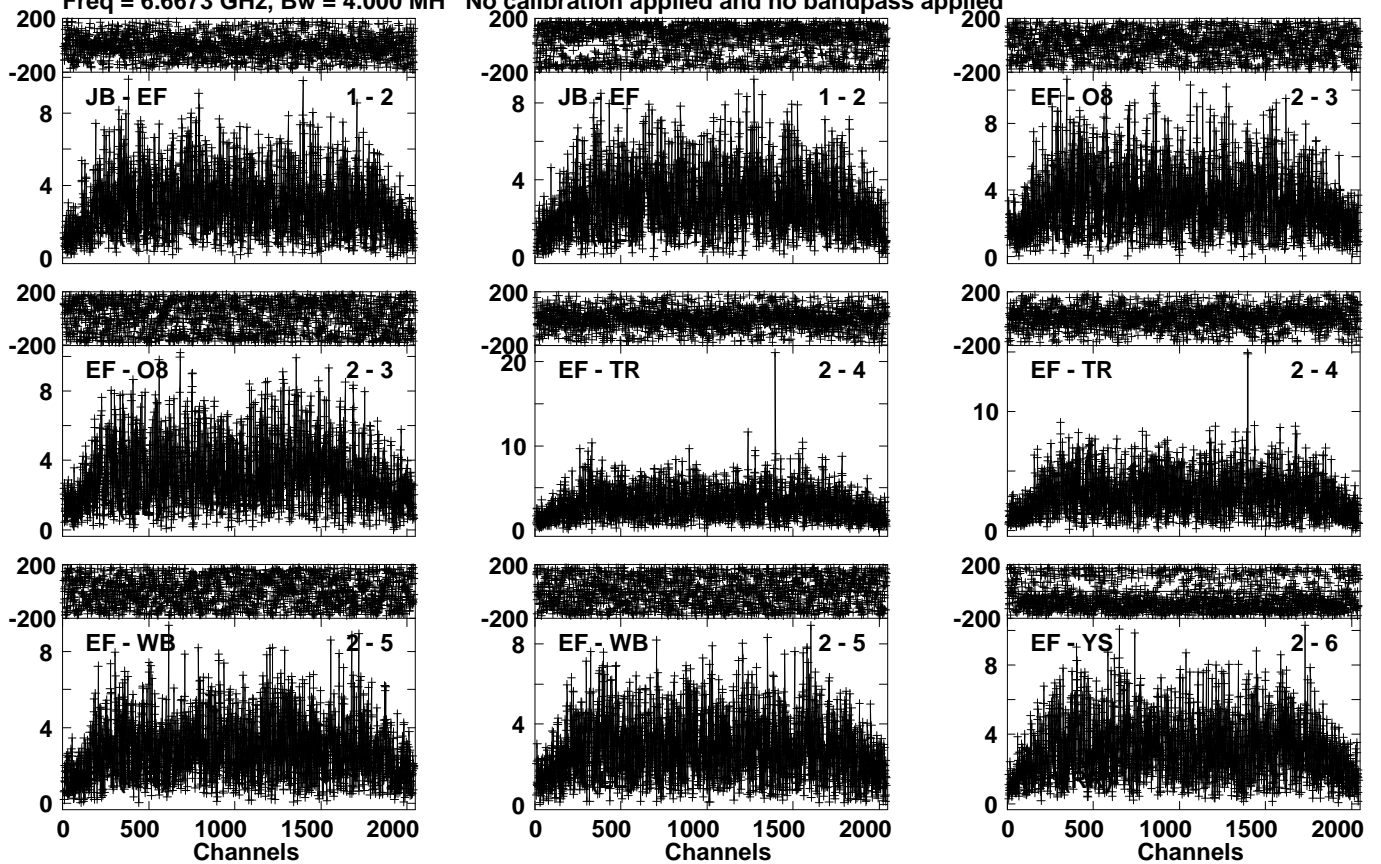 Freq = 6.6673 GHz, Bw = 4.000 MH No calibration applied and no bandpass applied
200 200 200
-200 -200 -200
JB - EF 1 - 2 JB - EF 1 - 2 EF - O8 2 - 3
8 8 8
4 4 4
0 0 0
200 200 200
-200 -200 -200
EF - O8 2 - 3 EF - TR 2 - 4 EF - TR 2 - 4
8 20 10
4 10 0
0 0
200 200 200
-200 -200 -200
EF - WB 2 - 5 EF - WB 2 - 5 EF - YS 2 - 6
8 8 8
4 4 4
0 0 0
0 500 1000 1500 2000 0 500 1000 1500 2000 0 500 1000 1500 2000
Channels Channels Channels